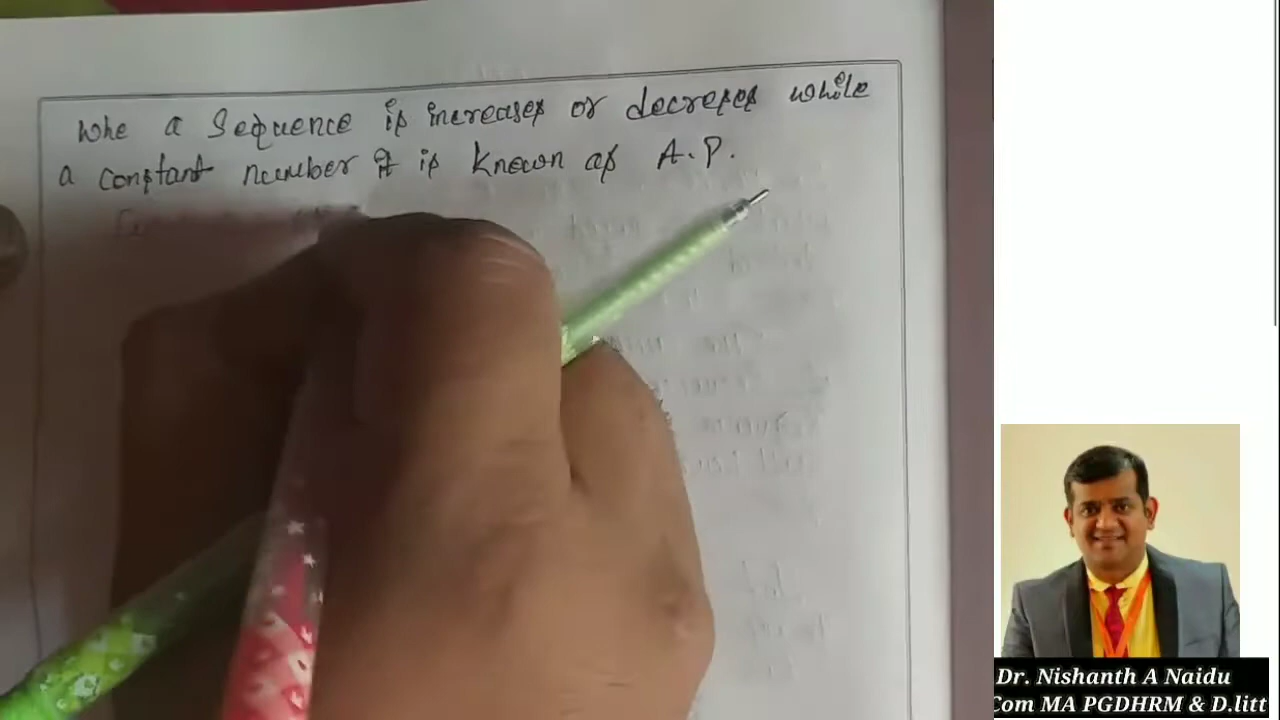 Whe a Sequence is increases or decreses while
a constant number it is known as A.P.
Dr. Nishanth A Naidu
Com MA PGDHRM & D.litt